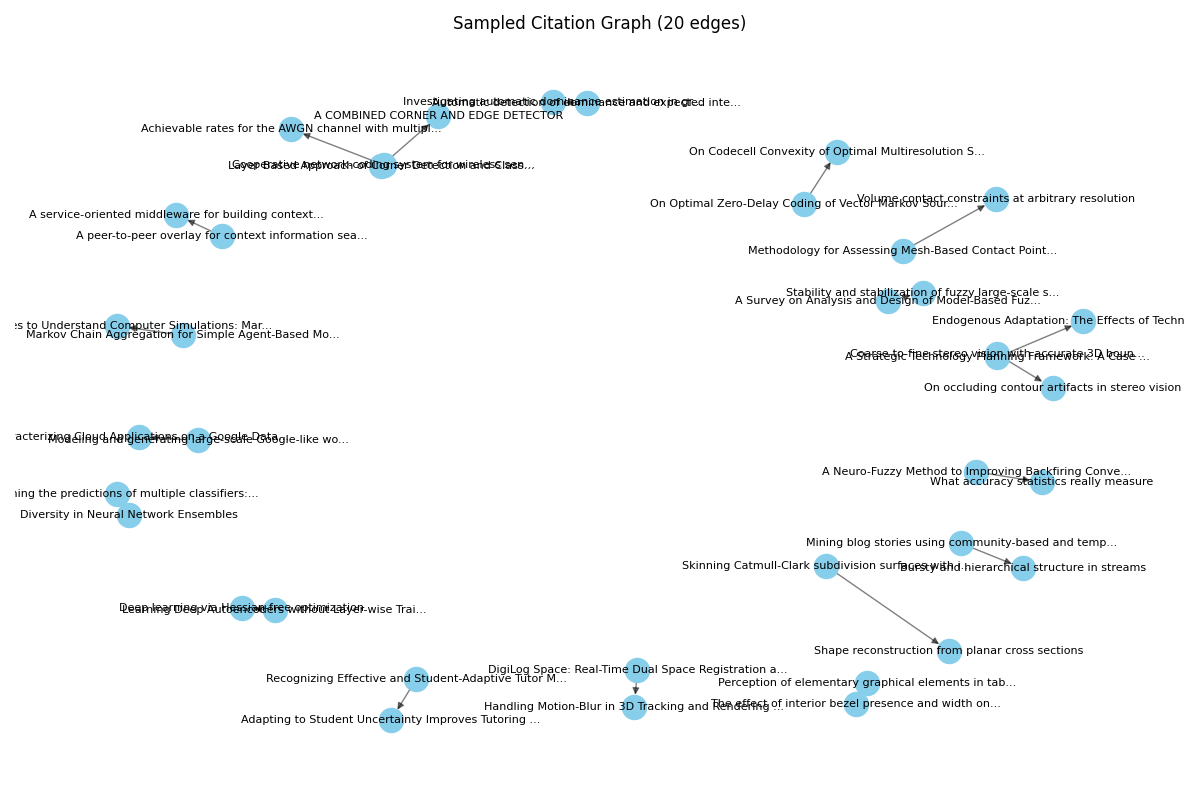 Sampled Citation Graph (20 edges)
Investigating automatic dominance estimation in gr...
Automatic detection of dominance and expected inte...
A COMBINED CORNER AND EDGE DETECTOR
Achievable rates for the AWGN channel with multipl...
Cooperative network-coding system for wireless sen...
Layer Based Approach of Corner Detection and Class...
On Codecell Convexity of Optimal Multiresolution S...
Volume contact constraints at arbitrary resolution
On Optimal Zero-Delay Coding of Vector Markov Sour...
A service-oriented middleware for building context...
A peer-to-peer overlay for context information sea...
Methodology for Assessing Mesh-Based Contact Point...
Stability and stabilization of fuzzy large-scale s...
A Survey on Analysis and Design of Model-Based Fuz...
Endogenous Adaptation: The Effects of Techn
es to Understand Computer Simulations: Mar...
Markov Chain Aggregation for Simple Agent-Based Mo...
Coarse-to-fine stereo vision with accurate 3D boun...
A Strategic Technology Planning Framework: A Case ...
On occluding contour artifacts in stereo vision
acterizing Cloud Applications on a Google Data
Modeling and generating large-scale Google-like wo...
A Neuro-Fuzzy Method to Improving Backfiring Conve...
What accuracy statistics really measure
ning the predictions of multiple classifiers:...
Diversity in Neural Network Ensembles
Mining blog stories using community-based and temp...
Skinning Catmull-Clark subdivision surfaces with i...
Bursty and hierarchical structure in streams
Deep learning via Hessian-free optimization
Learning Deep Autoencoders without Layer-wise Trai...
Shape reconstruction from planar cross sections
DigiLog Space: Real-Time Dual Space Registration a...
Recognizing Effective and Student-Adaptive Tutor M...
Perception of elementary graphical elements in tab...
The effect of interior bezel presence and width on...
Handling Motion-Blur in 3D Tracking and Rendering ...
Adapting to Student Uncertainty Improves Tutoring ...